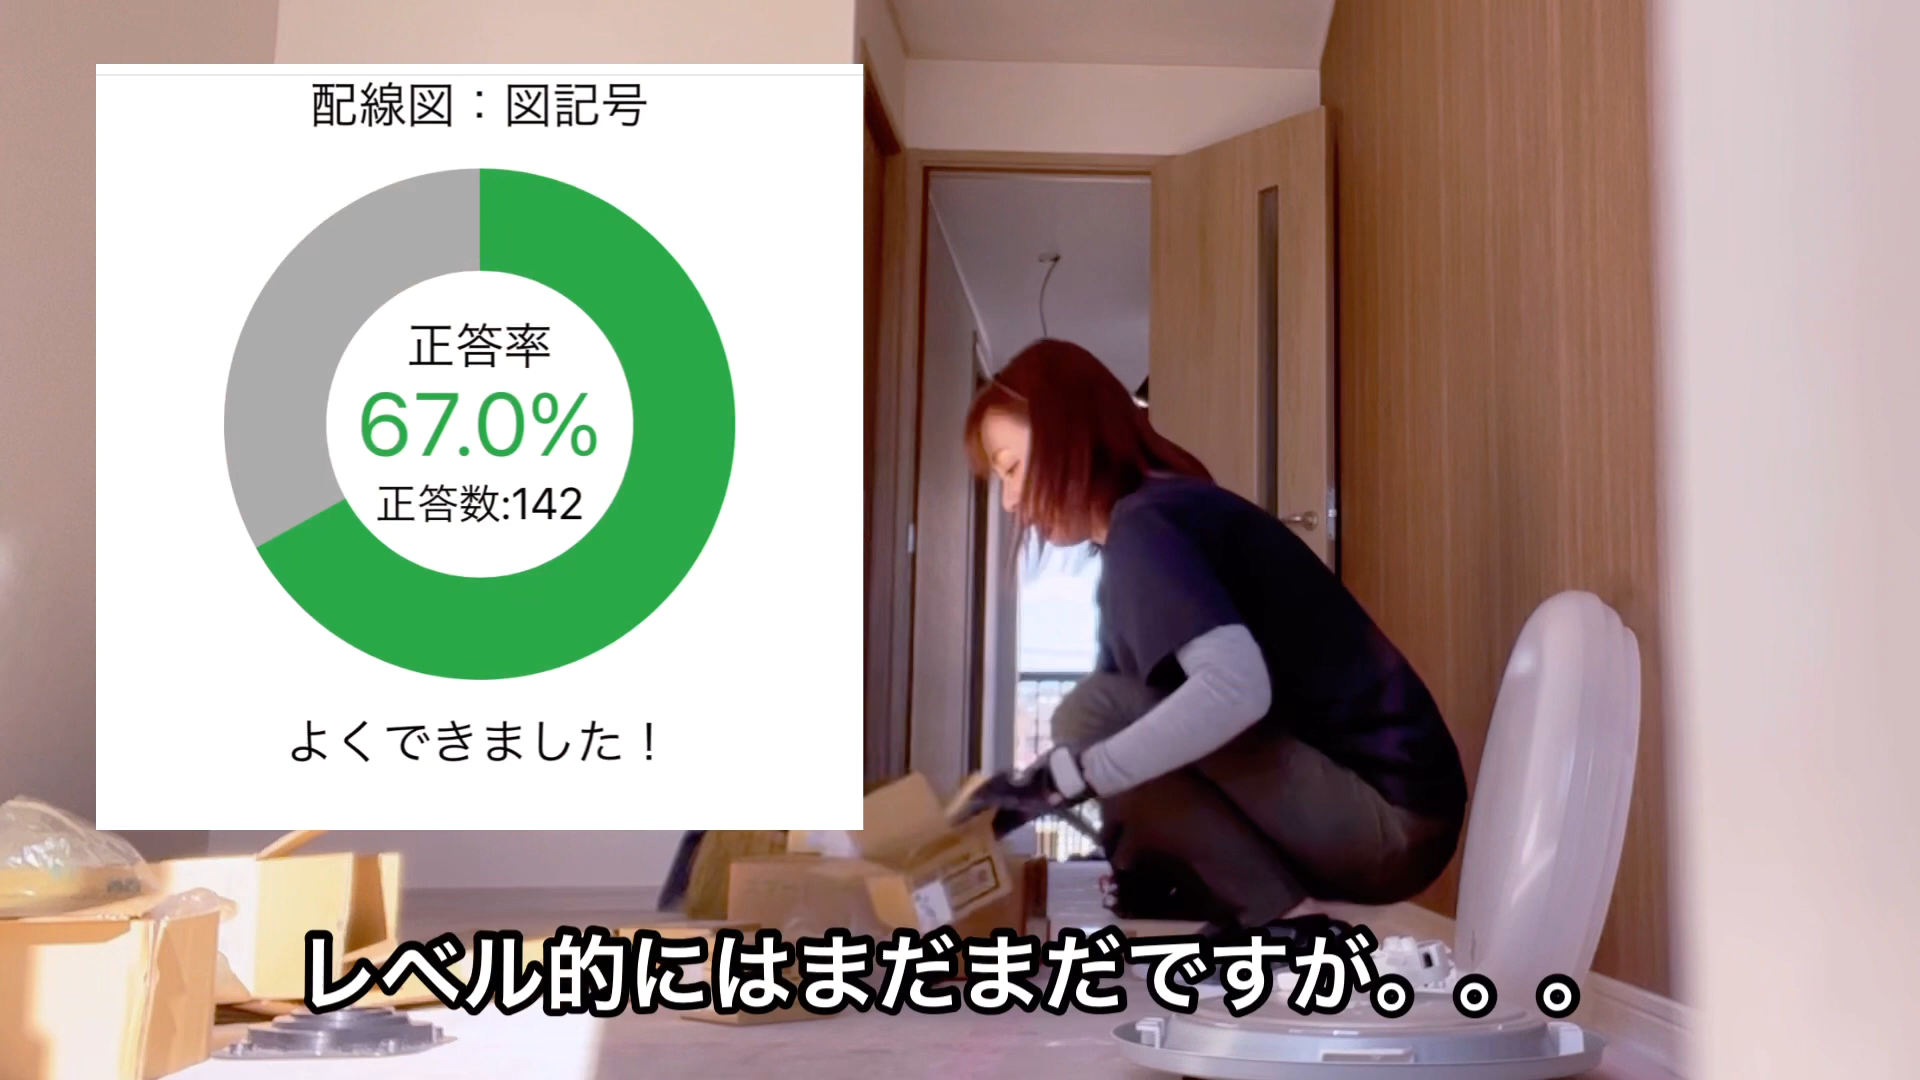 配線図：図記号
正答率
67.0%
正答数:142
よくできました！
レベル的にはまだまだですが。。。